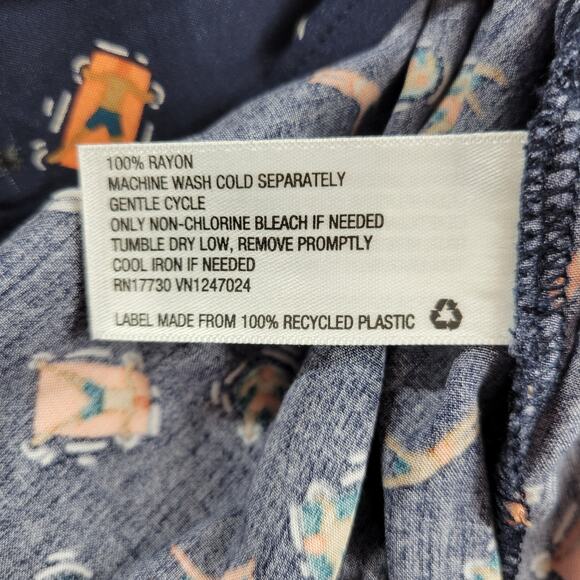 100% RAYON
MACHINE WASH COLD SEPARATELY
GENTLE CYCLE
ONLY NON-CHLORINE BLEACH IF NEEDED
TUMBLE DRY LOW, REMOVE PROMPTLY
COOL IRON IF NEEDED
RN17730 VN1247024
LABEL MADE FROM 100% RECYCLED PLASTIC